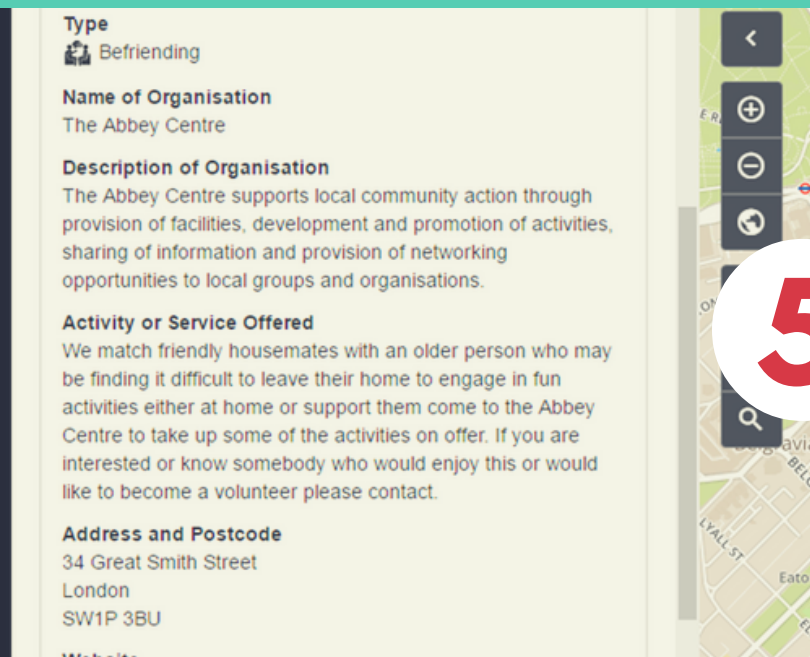 Type
Befriending
Name of Organisation
The Abbey Centre
Description of Organisation
The Abbey Centre supports local community action through
provision of facilities, development and promotion of activities,
sharing of information and provision of networking
opportunities to local groups and organisations.
Activity or Service Offered
We match friendly housemates with an older person who may
be finding it difficult to leave their home to engage in fun
activities either at home or support them come to the Abbey
Centre to take up some of the activities on offer. If you are
interested or know somebody who would enjoy this or would
like to become a volunteer please contact.
Address and Postcode
34 Great Smith Street
London
SW1P 3BU
Website
5
LYALL ST